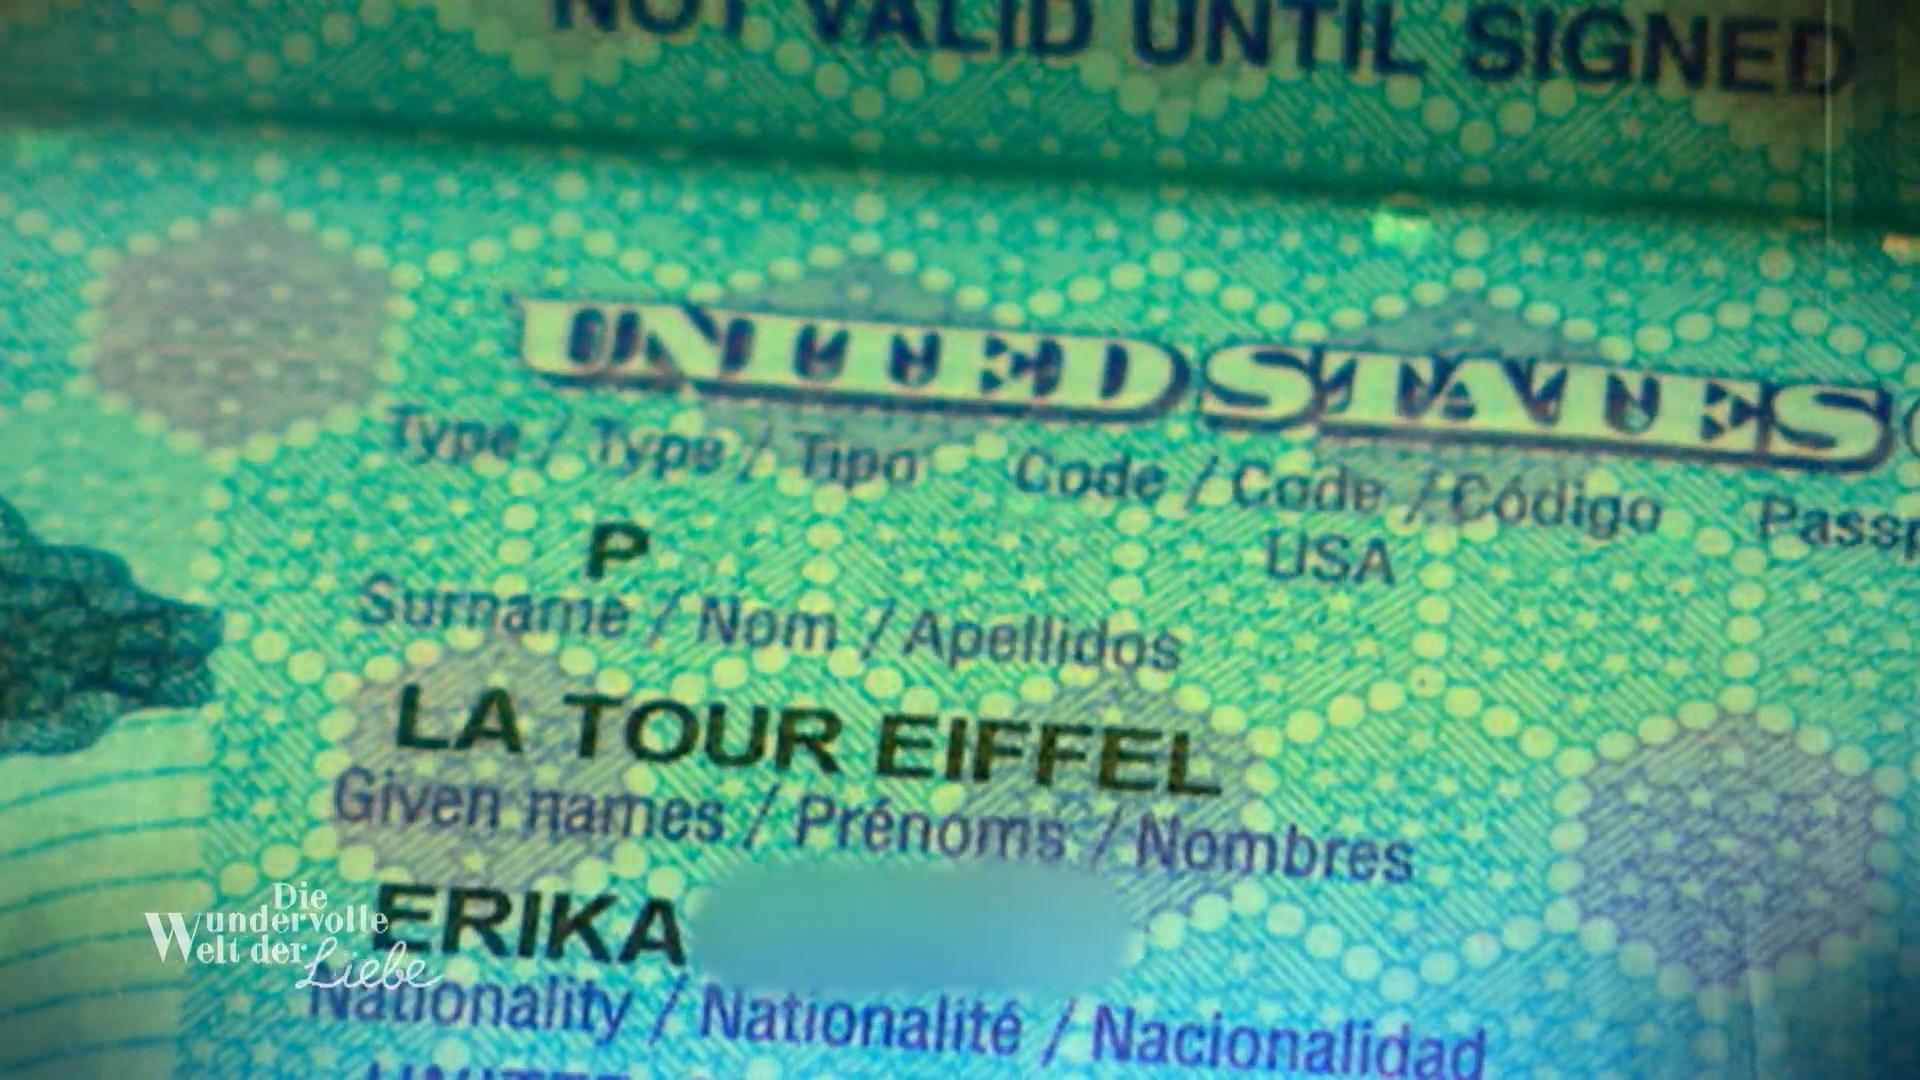 NOT VALID UNTIL SIGNED
UNITED STATES
Type / Type / Tipo Code / Code / Código
P USA
Surname / Nom / Apellidos
LA TOUR EIFFEL
Given names / Prénoms / Nombres
ERIKA
Nationality / Nationalité / Nacionalidad
Die
Wundervolle
Welt der
Liebe